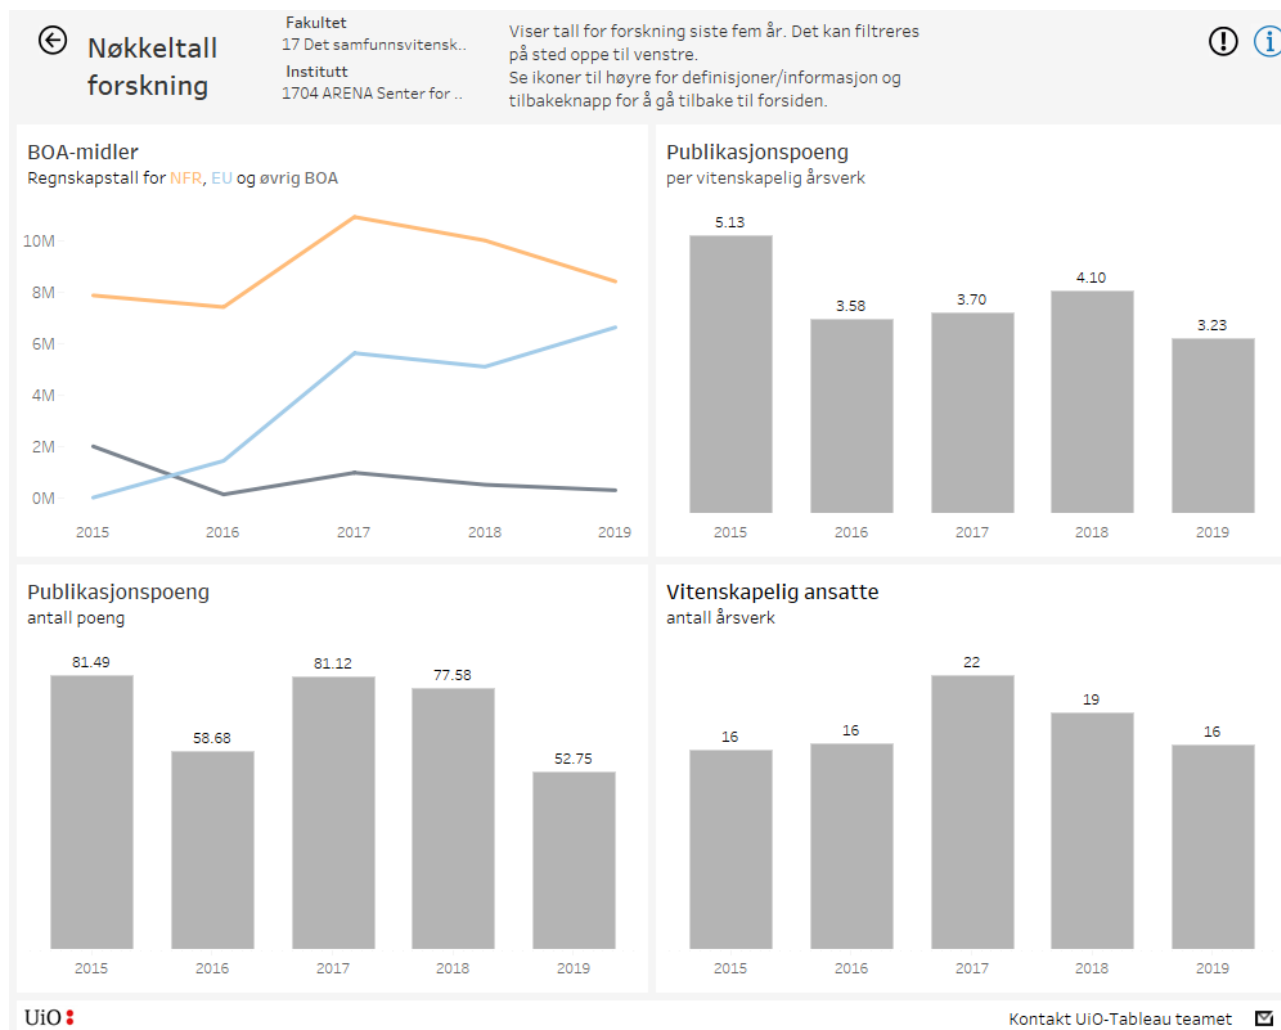 Nøkkeltall
forskning
Fakultet
17 Det samfunnsvitensk..
Institutt
1704 ARENA Senter for ..
Viser tall for forskning siste fem år. Det kan filtreres
på sted oppe til venstre.
Se ikoner til høyre for definisjoner/informasjon og
tilbakeknapp for å gå tilbake til forsiden.
BOA-midler
Regnskapstall for NFR, EU og øvrig BOA
10M
8M
6M
4M
2M
0M
2015 2016 2017 2018 2019
Publikasjonspoeng
per vitenskapelig årsverk
5.13
3.58
3.70
4.10
3.23
2015 2016 2017 2018 2019
Publikasjonspoeng
antall poeng
81.49
58.68
81.12
77.58
52.75
2015 2016 2017 2018 2019
Vitenskapelig ansatte
antall årsverk
16
16
22
19
16
2015 2016 2017 2018 2019
UiO
Kontakt UiO-Tableau teamet